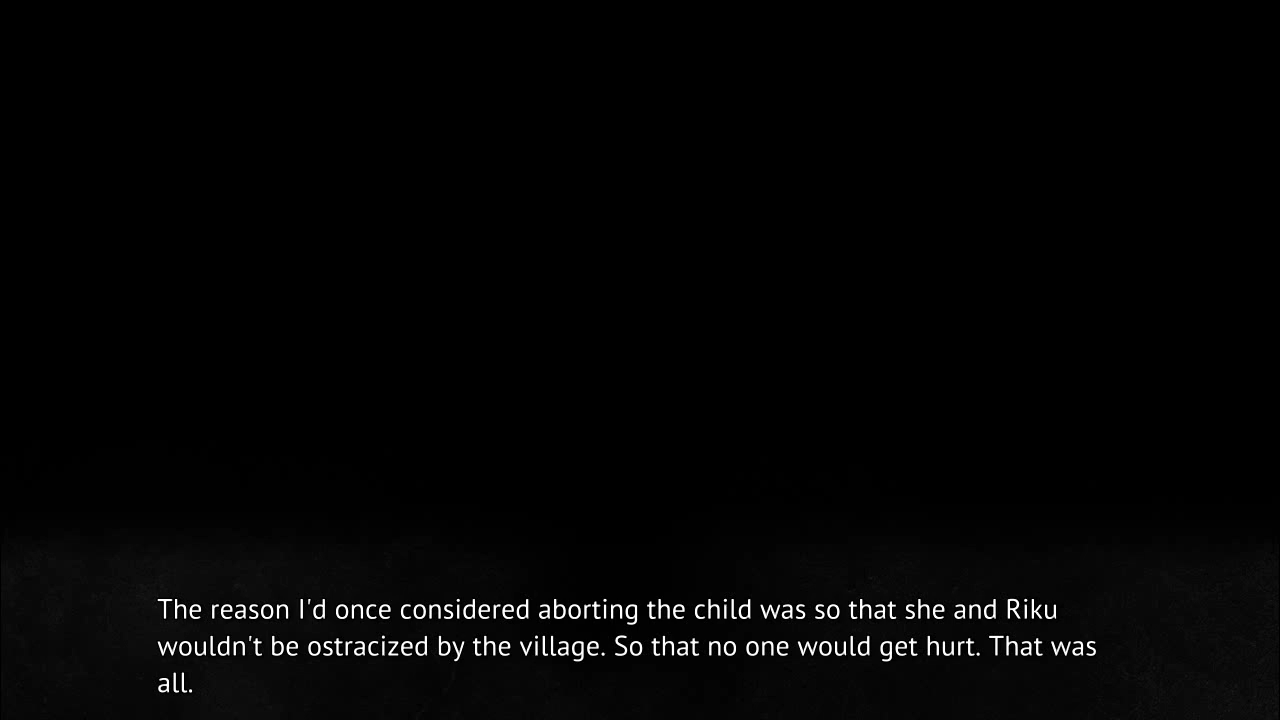 The reason I'd once considered aborting the child was so that she and Riku
wouldn't be ostracized by the village. So that no one would get hurt. That was
all.